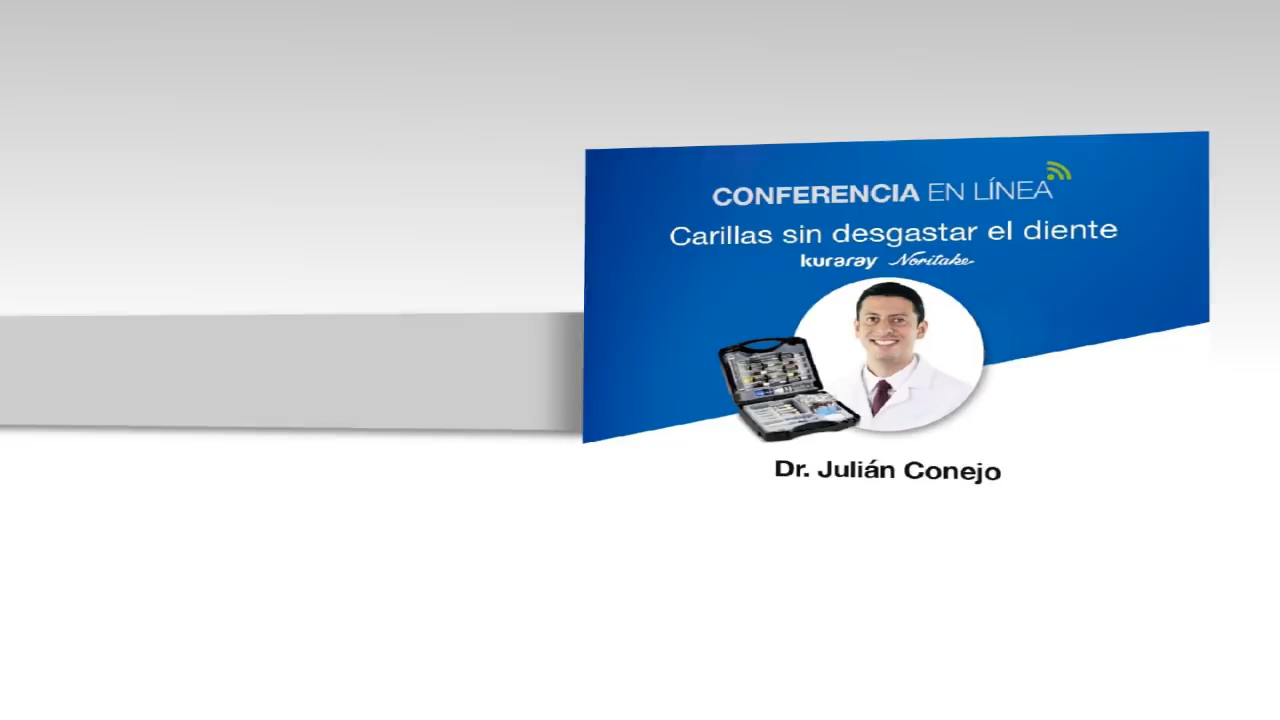 CONFERENCIA EN LÍNEA
Carillas sin desgastar el diente
kuraray Noritake
Dr. Julián Conejo